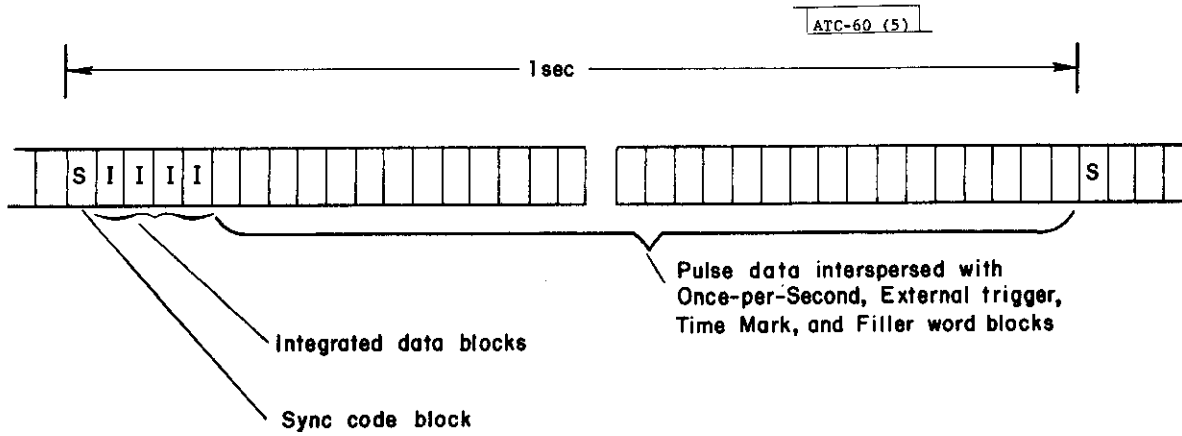 ATC-60 (5)
1 sec
S I I I I S
Pulse data interspersed with
Once-per-Second, External trigger,
Time Mark, and Filler word blocks
Integrated data blocks
Sync code block